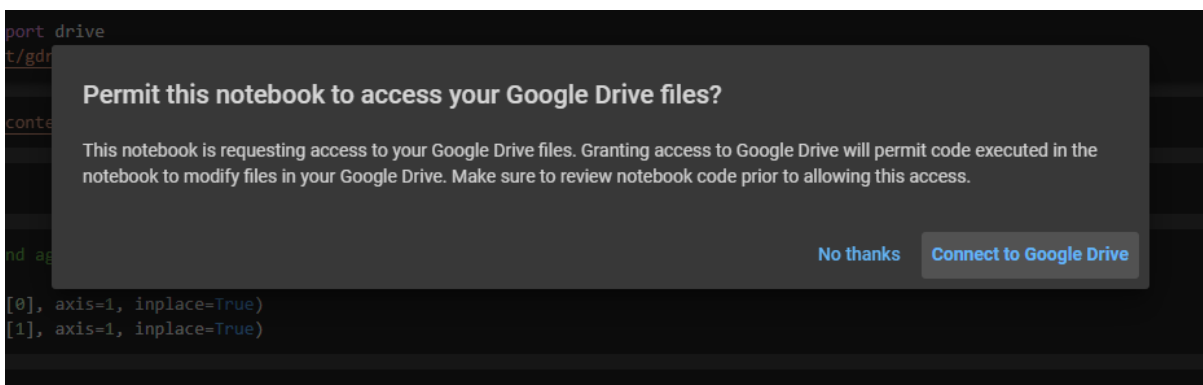 port drive
t/gdr
Permit this notebook to access your Google Drive files?
conte
This notebook is requesting access to your Google Drive files. Granting access to Google Drive will permit code executed in the
notebook to modify files in your Google Drive. Make sure to review notebook code prior to allowing this access.
nd ag
No thanks Connect to Google Drive
[0], axis=1, inplace=True)
[1], axis=1, inplace=True)